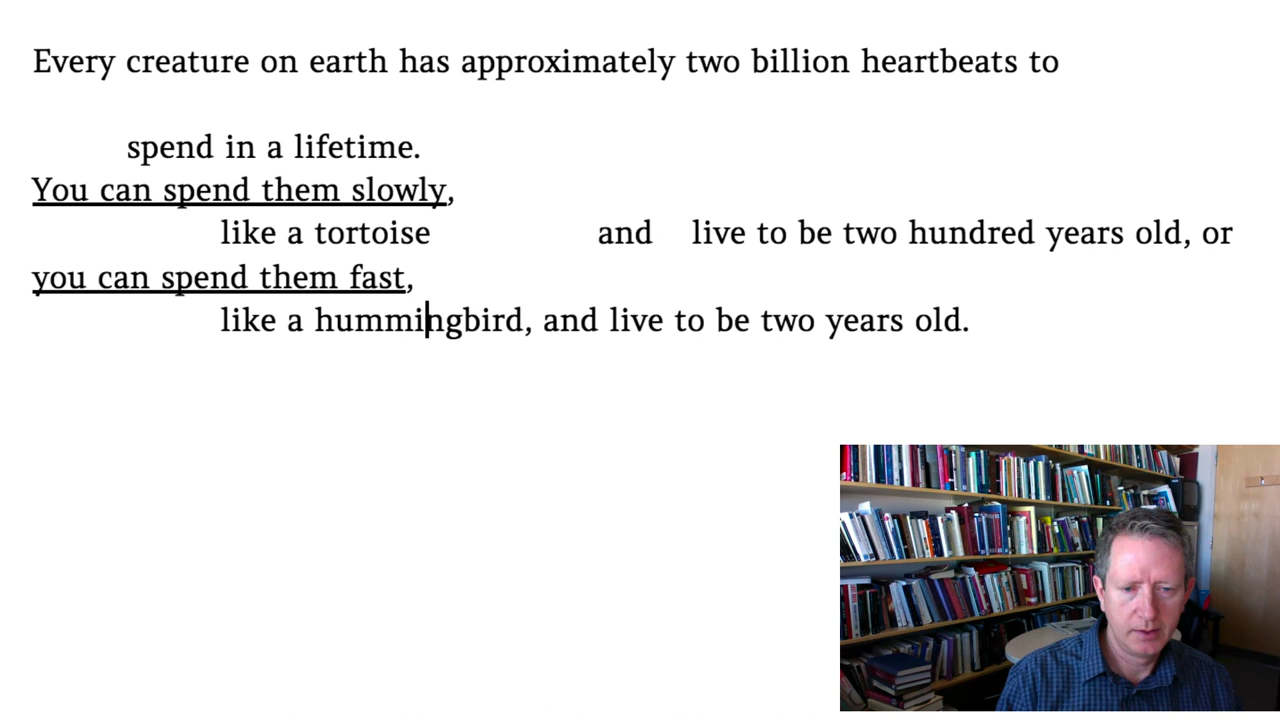 Every creature on earth has approximately two billion heartbeats to
spend in a lifetime.
You can spend them slowly,
like a tortoise and live to be two hundred years old, or
you can spend them fast,
like a hummingbird, and live to be two years old.